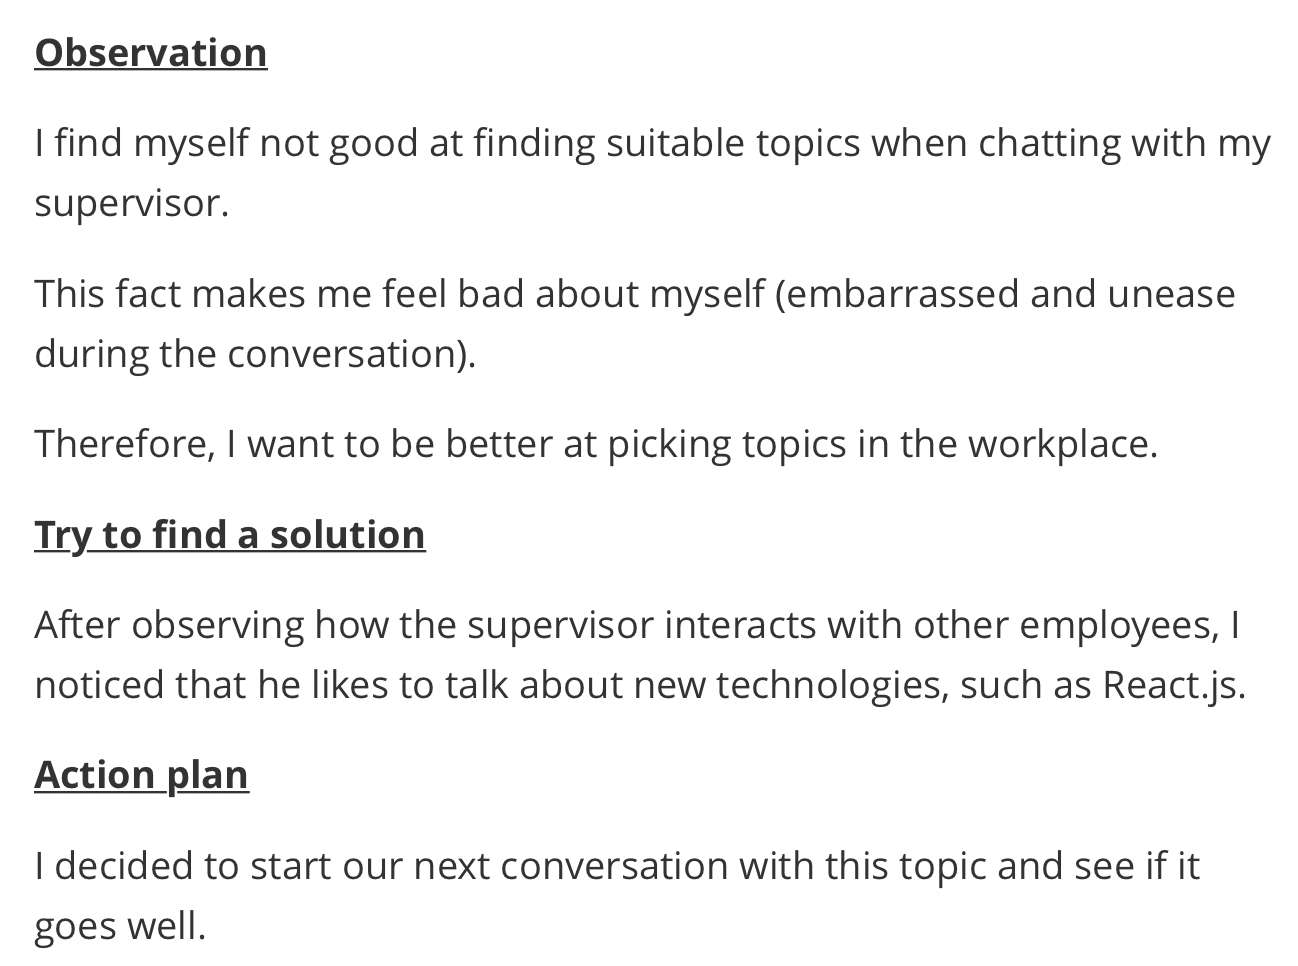 Observation
I find myself not good at finding suitable topics when chatting with my
supervisor.
This fact makes me feel bad about myself (embarrassed and unease
during the conversation).
Therefore, I want to be better at picking topics in the workplace.
Try to find a solution
After observing how the supervisor interacts with other employees, I
noticed that he likes to talk about new technologies, such as React.js.
Action plan
I decided to start our next conversation with this topic and see if it
goes well.